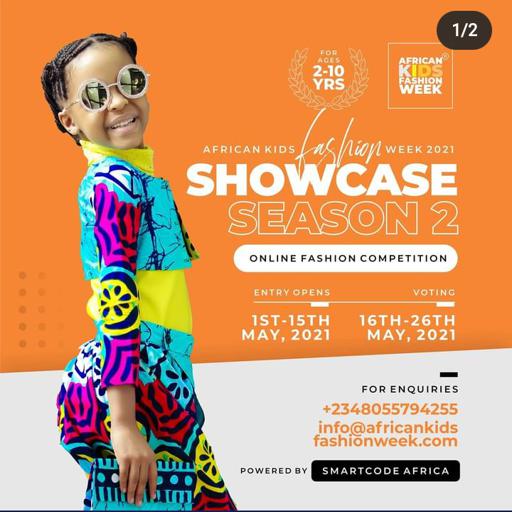 1/2
FOR
AGES
2-10
YRS
AFRICAN
KIDS
FASHION
WEEK
AFRICAN KIDS fashion WEEK 2021
SHOWCASE
SEASON 2
ONLINE FASHION COMPETITION
ENTRY OPENS
1ST-15TH
MAY, 2021
VOTING
16TH-26TH
MAY, 2021
FOR ENQUIRIES
+2348055794255
info@africankids
fashionweek.com
POWERED BY SMARTCODE AFRICA